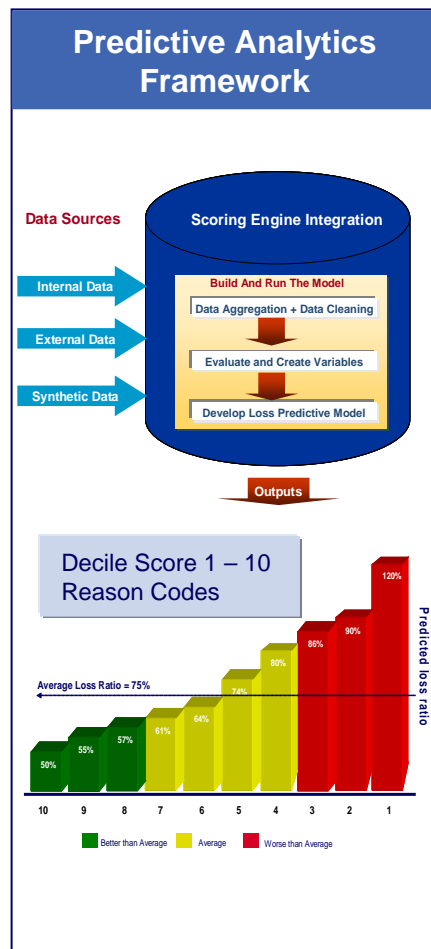 Predictive Analytics
Framework
Data Sources
Scoring Engine Integration
Internal Data
External Data
Synthetic Data
Build And Run The Model
Data Aggregation + Data Cleaning
Evaluate and Create Variables
Develop Loss Predictive Model
Outputs
Decile Score 1 – 10
Reason Codes
Average Loss Ratio = 75%
50%
55%
57%
61%
64%
74%
80%
86%
90%
120%
Predicted loss ratio
10 9 8 7 6 5 4 3 2 1
Better than Average Average Worse than Average